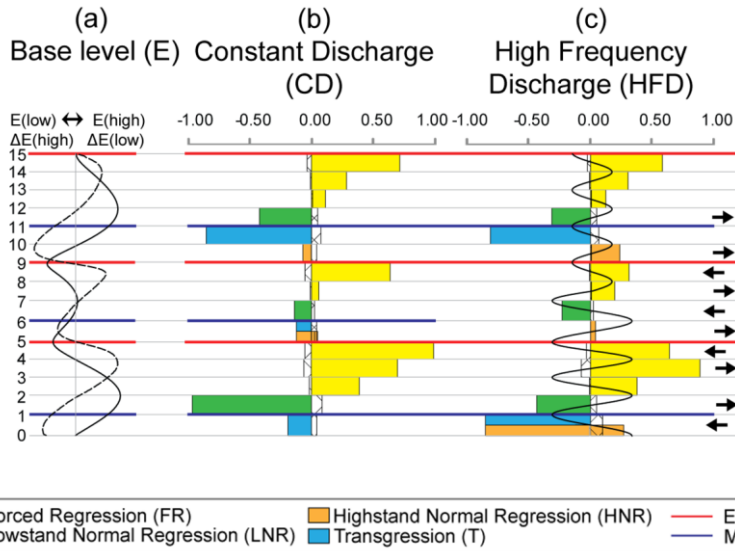 (a) (b) (c)
Base level (E) Constant Discharge High Frequency
(CD) Discharge (HFD)
E(low) ↔ E(high) -1.00 -0.50 0.00 0.50 1.00 -1.00 -0.50 0.00 0.50 1.00
ΔE(high) ΔE(low)
15
14
13
12
11
10
9
8
7
6
5
4
3
2
1
0
orced Regression (FR) Highstand Normal Regression (HNR) E
owstand Normal Regression (LNR) Transgression (T) M